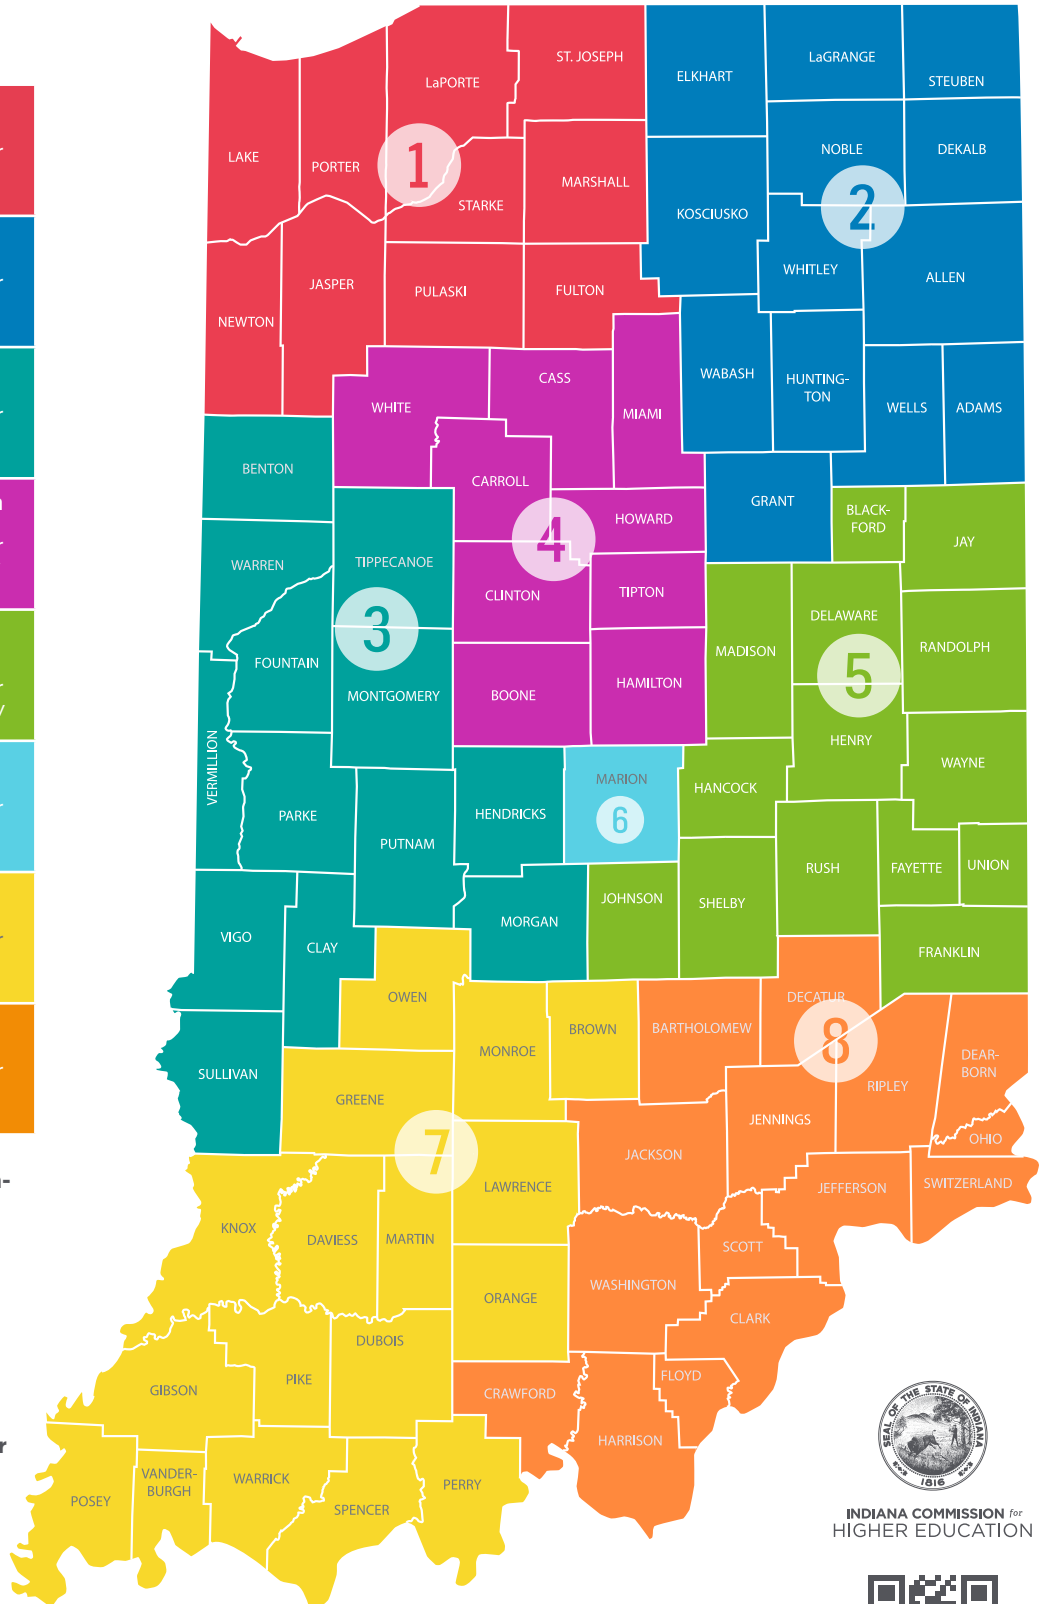 ST. JOSEPH
LaPORTE
ELKHART
LaGRANGE
STEUBEN
LAKE
PORTER
1
STARKE
MARSHALL
NOBLE
DEKALB
KOSCIUSKO
2
WHITLEY
ALLEN
NEWTON
JASPER
PULASKI
FULTON
WHITE
CASS
MIAMI
WABASH
HUNTING-
TON
WELLS
ADAMS
BENTON
CARROLL
HOWARD
GRANT
BLACK-
FORD
JAY
WARREN
TIPPECANOE
4
CLINTON
TIPTON
3
FOUNTAIN
MONTGOMERY
BOONE
HAMILTON
MADISON
DELAWARE
RANDOLPH
5
HENRY
WAYNE
VERMILLION
PARKE
PUTNAM
HENDRICKS
MARION
6
HANCOCK
RUSH
FAYETTE
UNION
VIGO
CLAY
MORGAN
JOHNSON
SHELBY
FRANKLIN
OWEN
MONROE
BROWN
BARTHOLOMEW
DECATUR
8
DEAR-
BORN
RIPLEY
SULLIVAN
GREENE
7
JENNINGS
OHIO
JACKSON
LAWRENCE
JEFFERSON
SWITZERLAND
KNOX
DAVIESS
MARTIN
SCOTT
ORANGE
WASHINGTON
CLARK
DUBOIS
PIKE
GIBSON
CRAWFORD
FLOYD
HARRISON
POSEY
VANDER-
BURGH
WARRICK
SPENCER
PERRY
SEAL OF THE STATE OF INDIANA
1816
INDIANA COMMISSION for
HIGHER EDUCATION